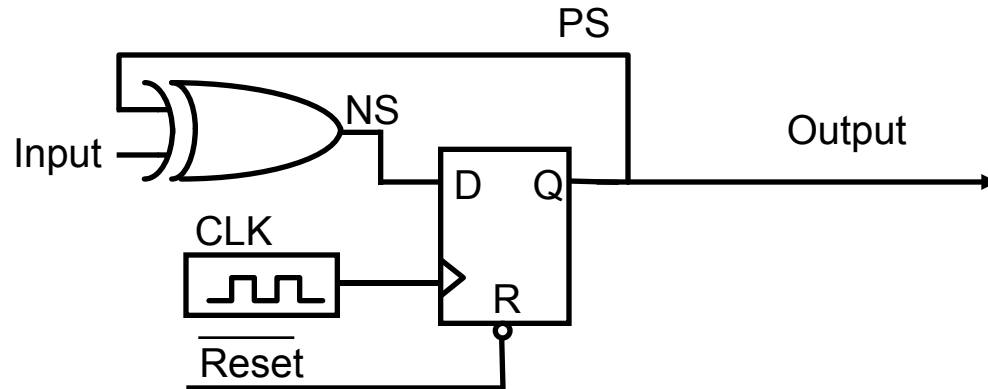 PS
NS
Input
Output
D Q
CLK
R
Reset